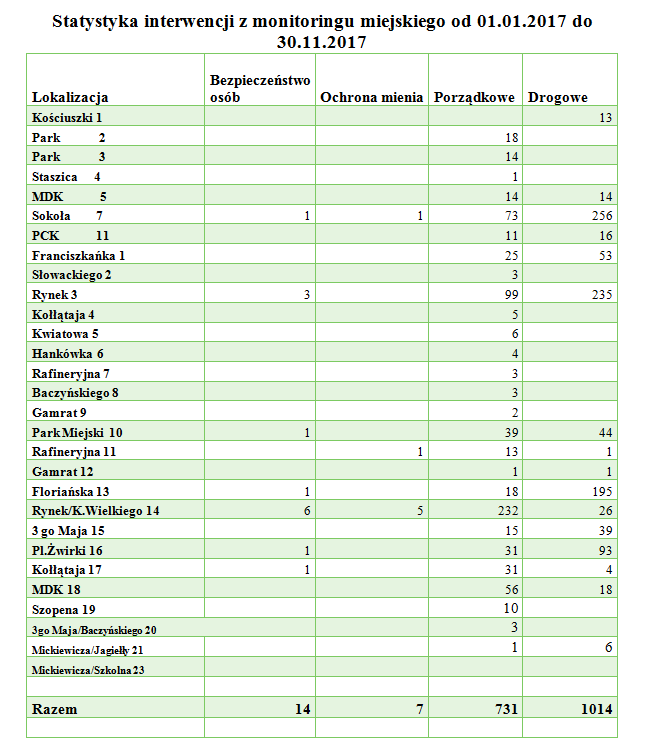 Statystyka interwencji z monitoringu miejskiego od 01.01.2017 do
30.11.2017
Lokalizacja Bezpieczeństwo osób Ochrona mienia Porządkowe Drogowe
Kościuszki 1 13
Park 2 18
Park 3 14
Staszica 4 1
MDK 5 14 14
Sokoła 7 1 1 73 256
PCK 11 11 16
Franciszkańka 1 25 53
Słowackiego 2 3
Rynek 3 3 99 235
Kołłątaja 4 5
Kwiatowa 5 6
Hankówka 6 4
Rafineryjna 7 3
Baczyńskiego 8 3
Gamrat 9 2
Park Miejski 10 1 39 44
Rafineryjna 11 1 13 1
Gamrat 12 1 1
Floriańska 13 1 18 195
Rynek/K.Wielkiego 14 6 5 232 26
3 go Maja 15 15 39
Pl.Żwirki 16 1 31 93
Kołłątaja 17 1 31 4
MDK 18 56 18
Szopena 19 10
3go Maja/Baczyńskiego 20 3
Mickiewicza/Jagiełły 21 1 6
Mickiewicza/Szkolna 23
Razem 14 7 731 1014